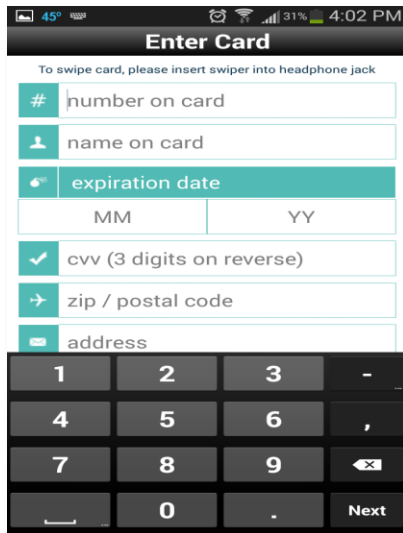 45° 31% 4:02 PM
Enter Card
To swipe card, please insert swiper into headphone jack
# number on card
name on card
expiration date
MM YY
cvv (3 digits on reverse)
zip / postal code
address
1 2 3 -
4 5 6 ,
7 8 9
0 . Next